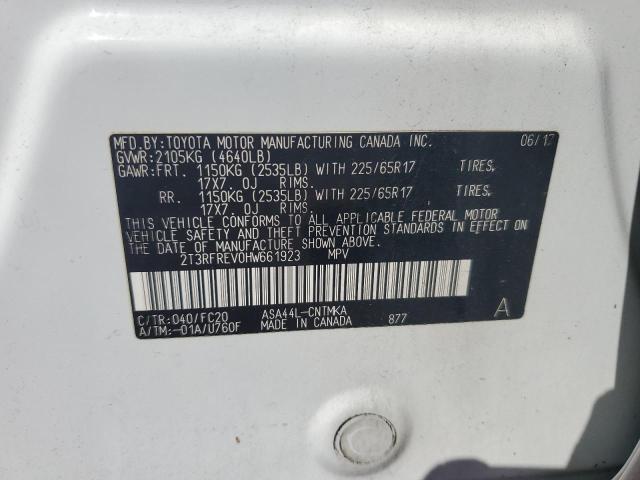 MFD.BY:TOYOTA MOTOR MANUFACTURING CANADA INC. 06/17
GVWR:2105KG (4640LB)
GAWR:FRT. 1150KG (2535LB) WITH 225/65R17 TIRES,
17X7.0J RIMS.
RR. 1150KG (2535LB) WITH 225/65R17 TIRES,
17X7.0J RIMS.
THIS VEHICLE CONFORMS TO ALL APPLICABLE FEDERAL MOTOR
VEHICLE SAFETY AND THEFT PREVENTION STANDARDS IN EFFECT ON
THE DATE OF MANUFACTURE SHOWN ABOVE.
2T3RFREV0HW661923 MPV
C/TR:040/FC20 ASA44L-CNTMKA
A/TM:-01A/U760F MADE IN CANADA 877 A